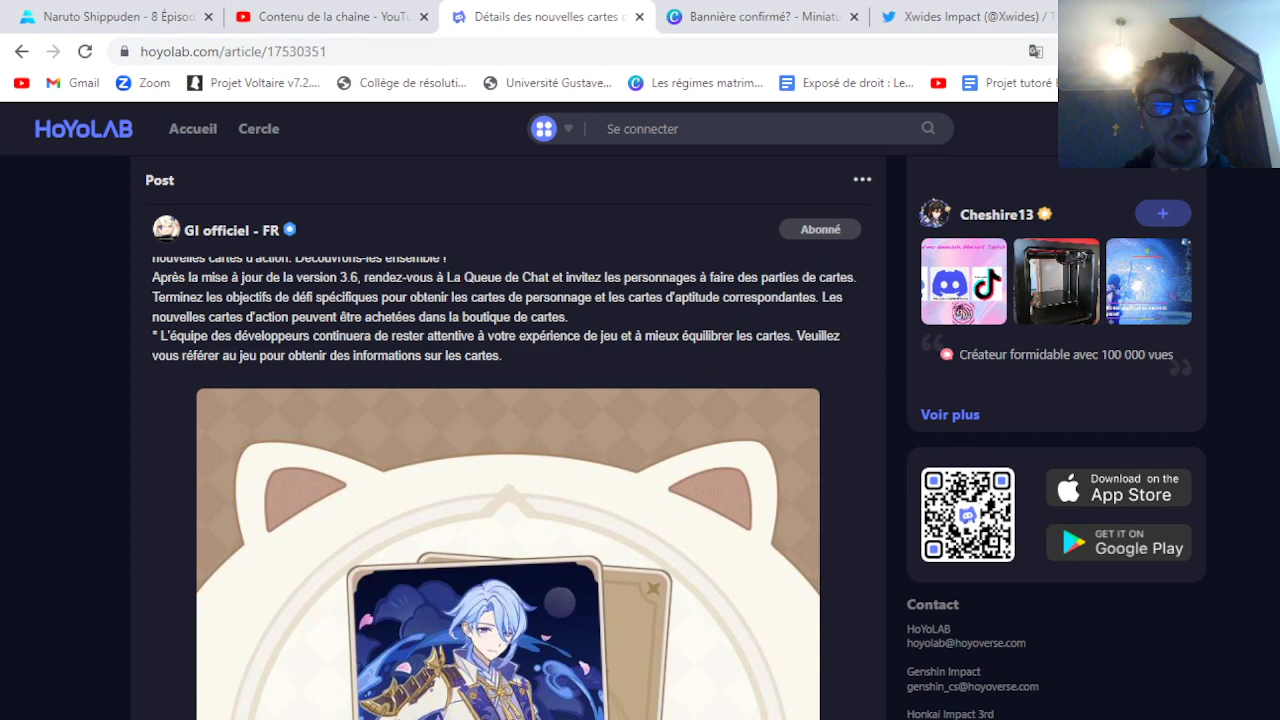 Naruto Shippuden - 8 Épisod
Contenu de la chaîne - YouTu
Détails des nouvelles cartes d
Bannière confirmé? - Miniatu
Xwides Impact (@Xwides) / T
hoyolab.com/article/17530351
Gmail
Zoom
Projet Voltaire v7.2....
Collège de résoluti...
Université Gustave...
Les régimes matrim...
Exposé de droit : Le...
Projet tutoré E
HoYoLAB
Accueil
Cercle
Se connecter
Post
GI officiel - FR
Abonné
nouvelles cartes d'action. Découvrons-les ensemble !
Après la mise à jour de la version 3.6, rendez-vous à La Queue de Chat et invitez les personnages à faire des parties de cartes.
Terminez les objectifs de défi spécifiques pour obtenir les cartes de personnage et les cartes d'aptitude correspondantes. Les
nouvelles cartes d'action peuvent être achetées dans la boutique de cartes.
* L'équipe des développeurs continuera de rester attentive à votre expérience de jeu et à mieux équilibrer les cartes. Veuillez
vous référer au jeu pour obtenir des informations sur les cartes.
Cheshire13
Créateur formidable avec 100 000 vues
Voir plus
Download on the
App Store
GET IT ON
Google Play
Contact
HoYoLAB
hoyolab@hoyoverse.com
Genshin Impact
genshin_cs@hoyoverse.com
Honkai Impact 3rd